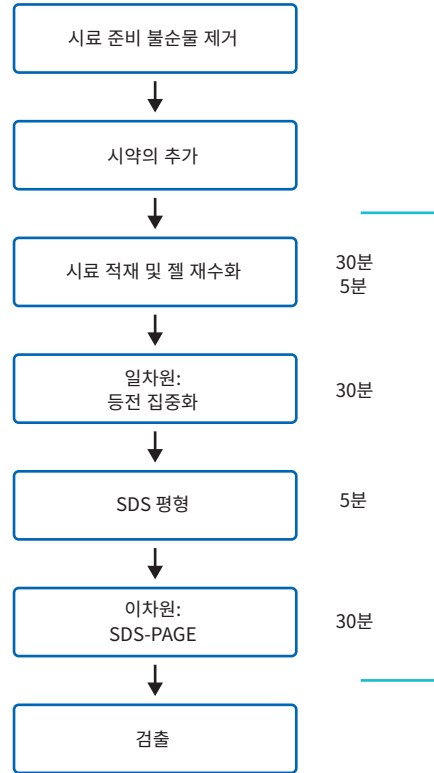 시료 준비 불순물 제거
시약의 추가
시료 적재 및 젤 재수화
30분
5분
일차원:
등전 집중화
30분
SDS 평형
5분
이차원:
SDS-PAGE
30분
검출